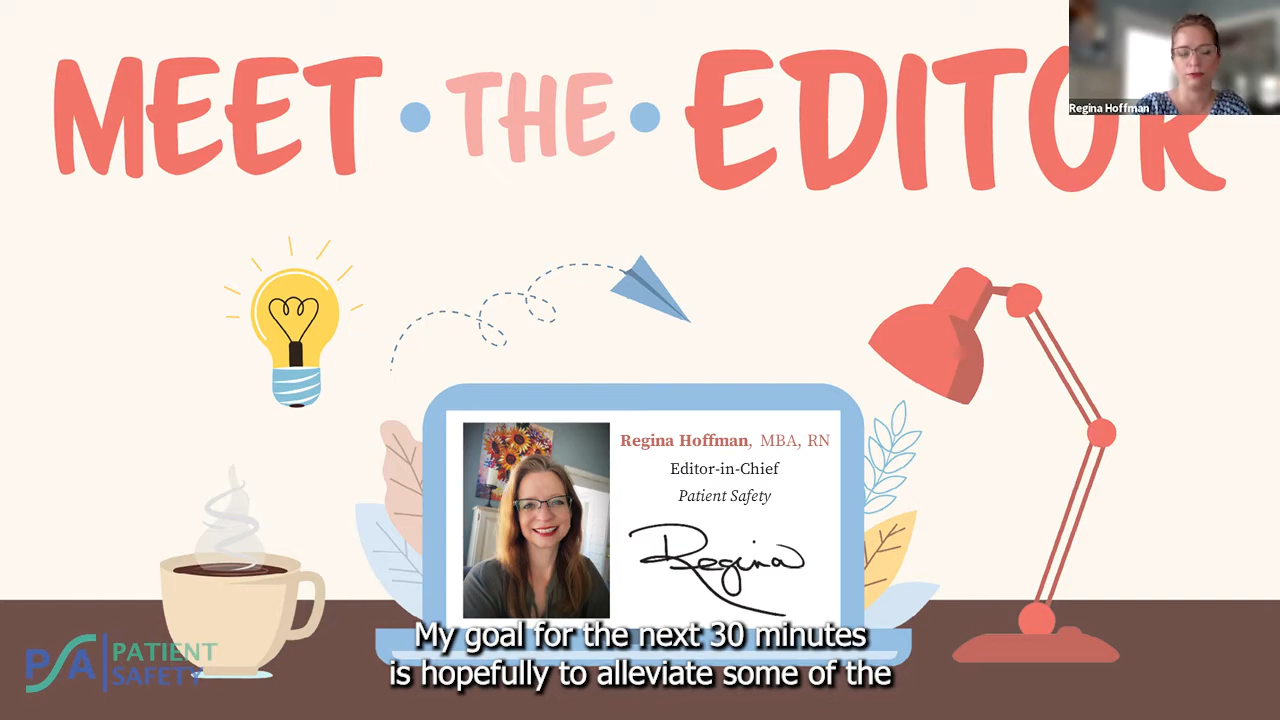 MEET • THE • EDITOR
Regina Hoffman
Regina Hoffman, MBA, RN
Editor-in-Chief
Patient Safety
Regina
My goal for the next 30 minutes
is hopefully to alleviate some of the
PSA PATIENT
SAFETY